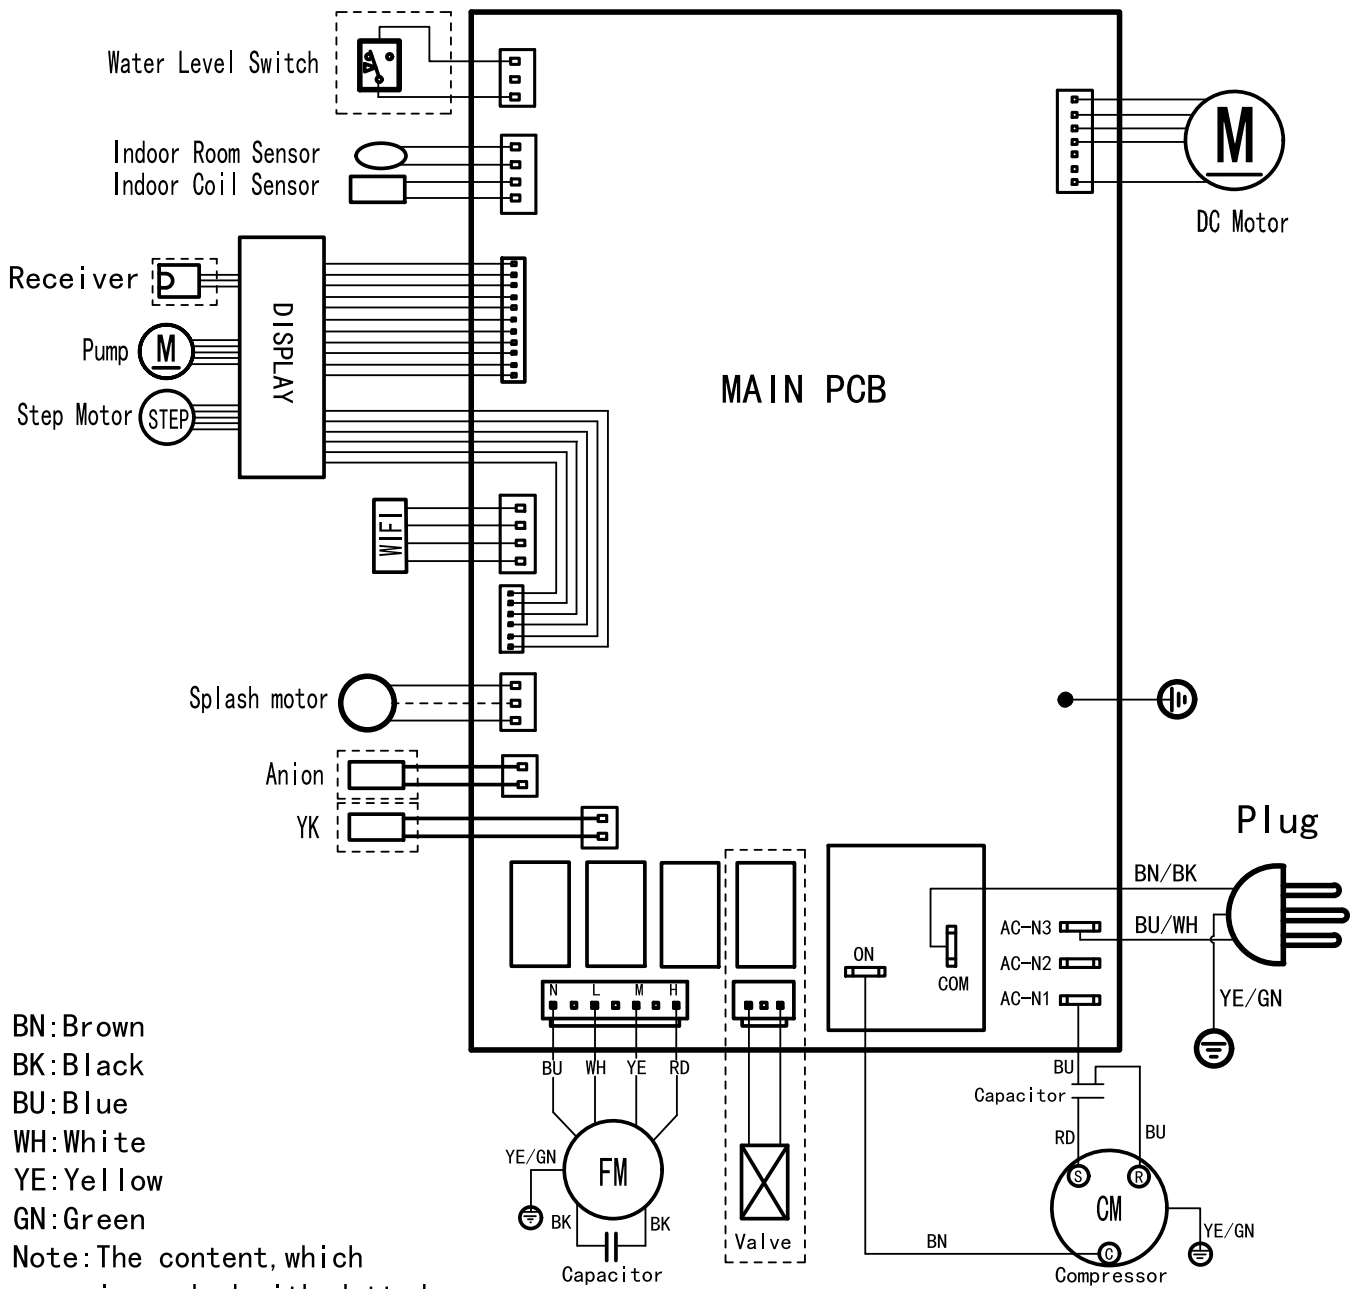 Water Level Switch
Indoor Room Sensor
Indoor Coil Sensor
Receiver
Pump
M
Step Motor
STEP
DISPLAY
WIFI
Splash motor
Anion
YK
MAIN PCB
M
DC Motor
Plug
BN/BK
BU/WH
YE/GN
AC-N3
AC-N2
AC-N1
ON
COM
N L M H
BU WH YE RD
YE/GN
FM
BK BK
Capacitor
Valve
BN
BU
Capacitor
RD BU
S R
CM
C
YE/GN
Compressor
BN:Brown
BK:Black
BU:Blue
WH:White
YE:Yellow
GN:Green
Note:The content,which